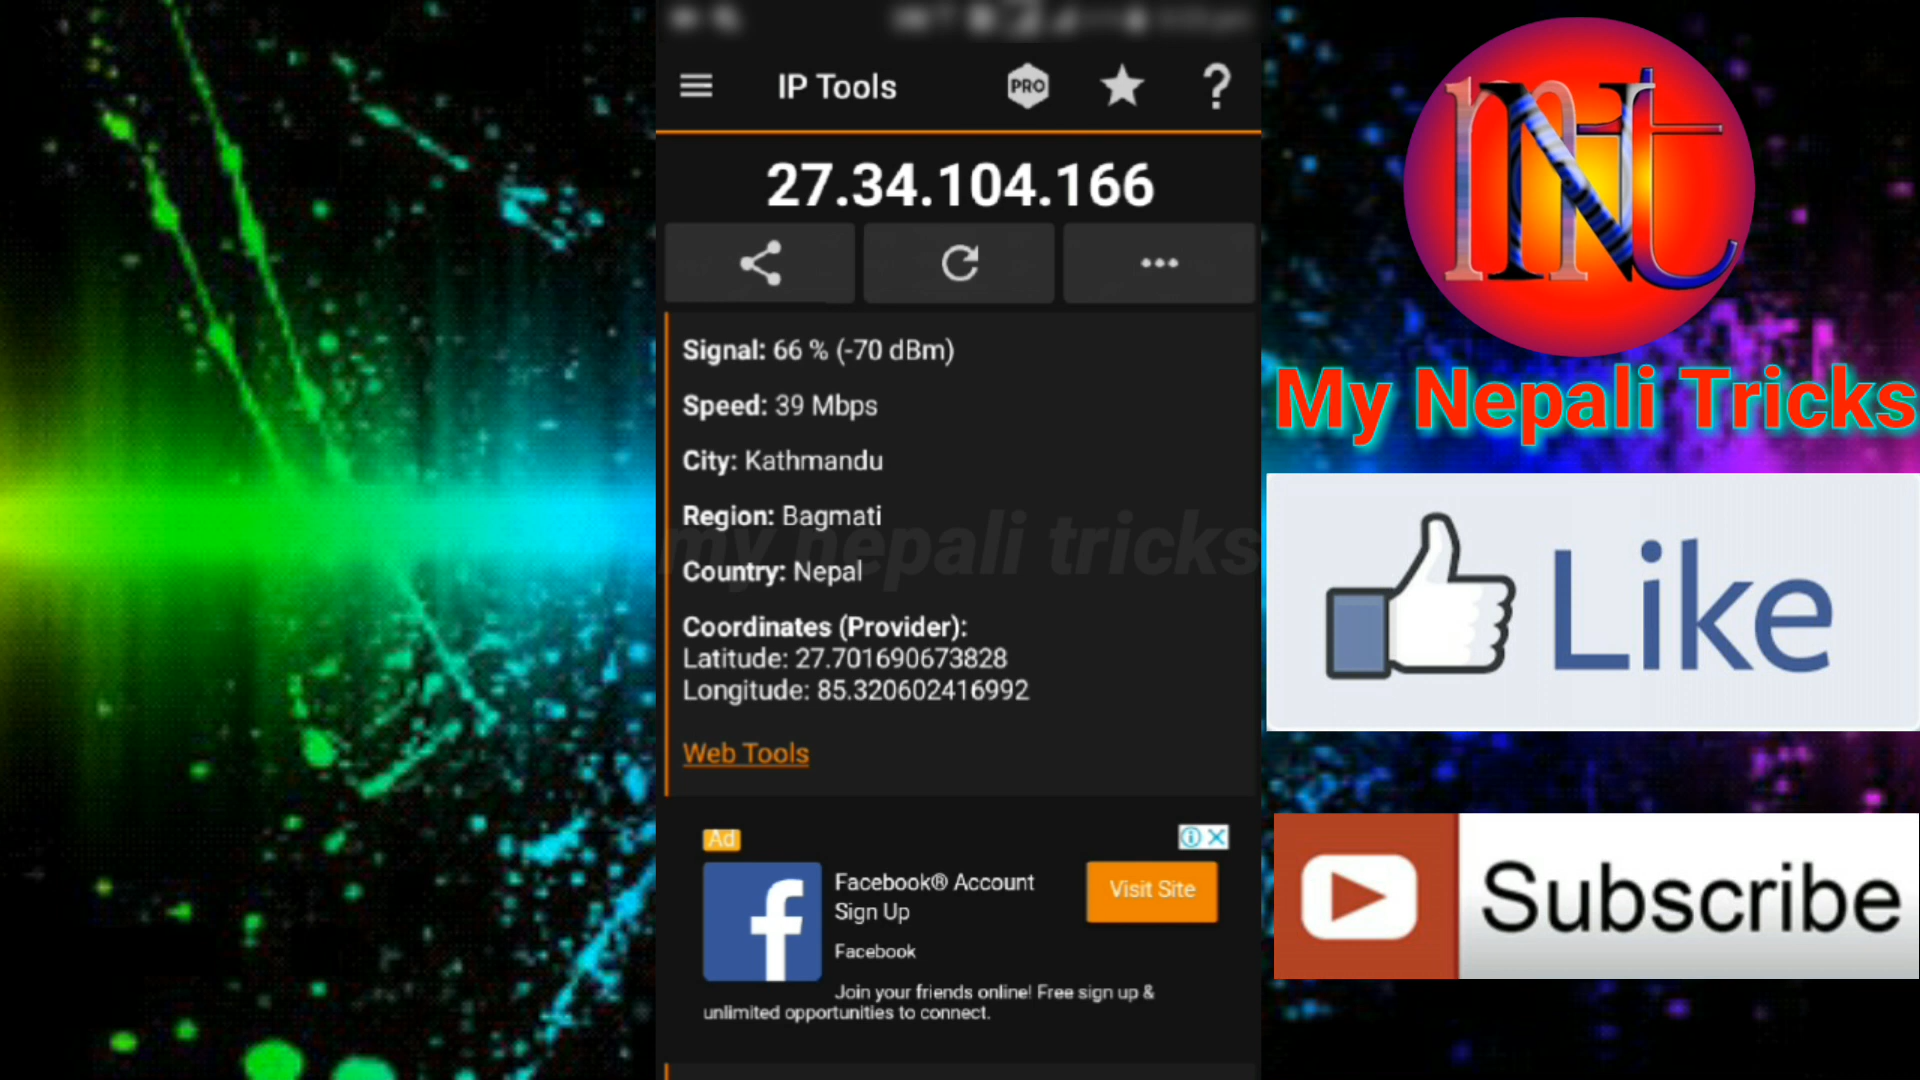 IP Tools
PRO
27.34.104.166
Signal: 66 % (-70 dBm)
Speed: 39 Mbps
City: Kathmandu
Region: Bagmati
Country: Nepal
my nepali tricks
Coordinates (Provider):
Latitude: 27.701690673828
Longitude: 85.320602416992
Web Tools
Ad
Facebook® Account
Sign Up
Visit Site
Facebook
Join your friends online! Free sign up &
unlimited opportunities to connect.
mNt
My Nepali Tricks
Like
Subscribe